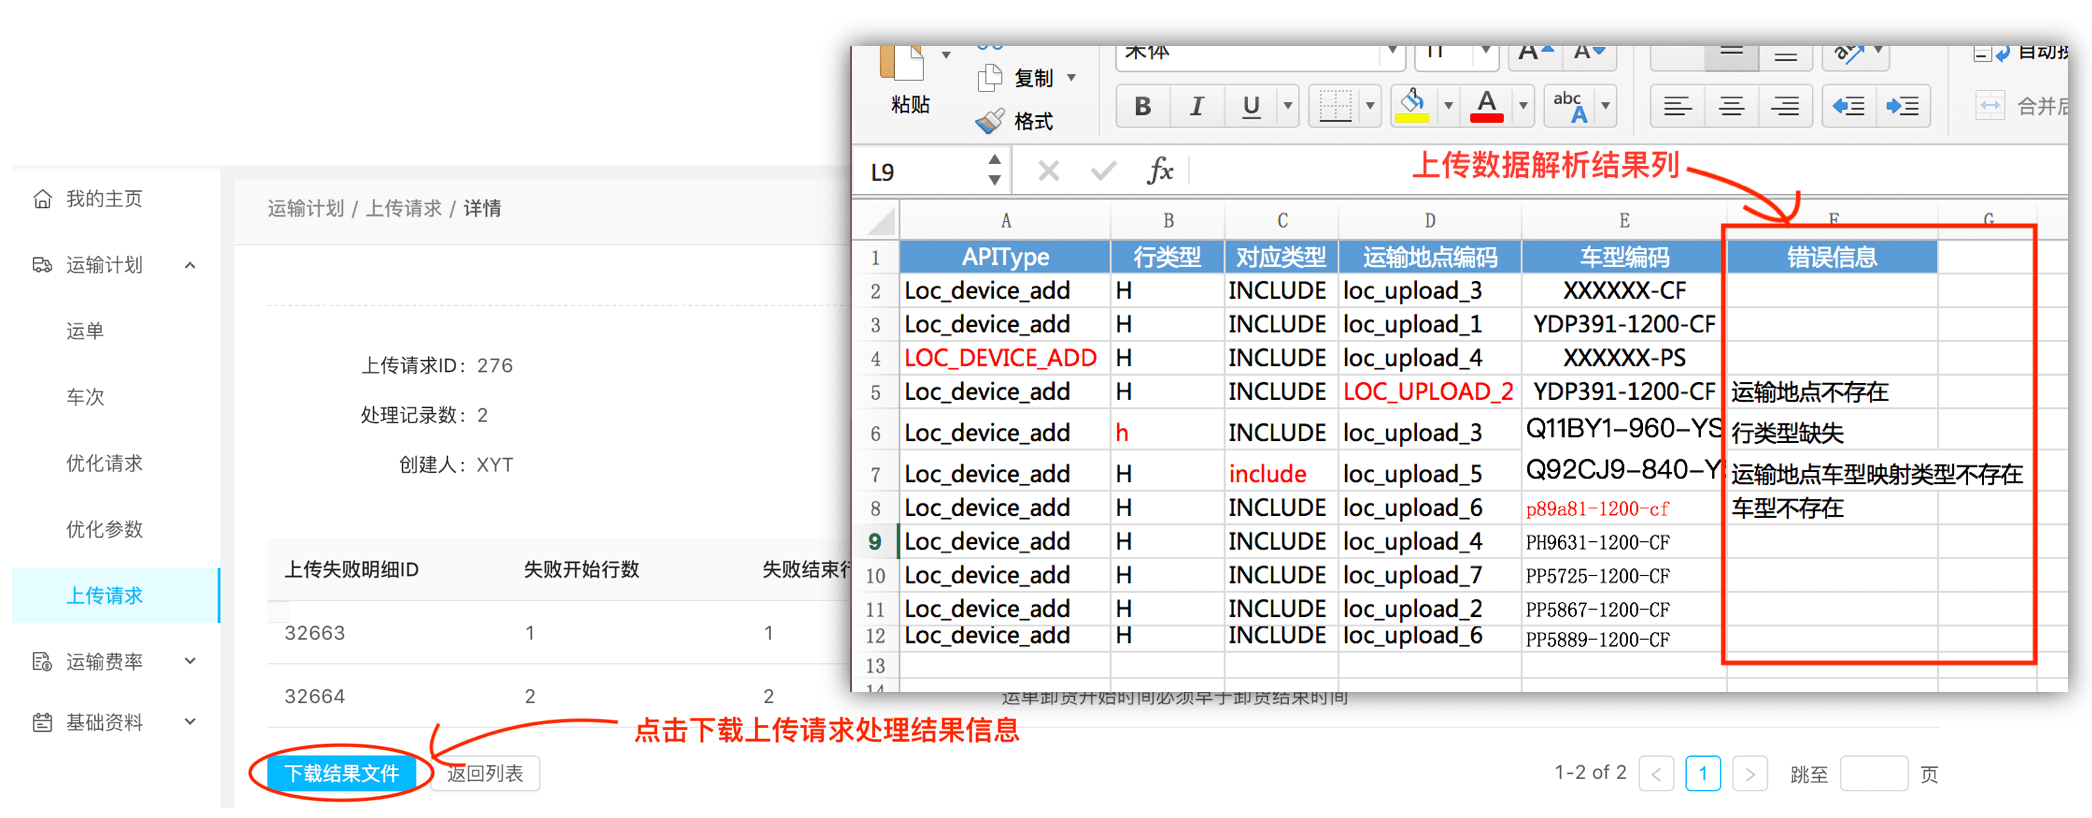 我的主页
运输计划
运单
车次
优化请求
优化参数
上传请求
运输费率
基础资料
运输计划 / 上传请求 / 详情
上传请求ID： 276
处理记录数： 2
创建人： XYT
上传失败明细ID 失败开始行数 失败结束行
32663 1 1
32664 2 2 运单卸货开始时间必须早于卸货结束时间
点击下载上传请求处理结果信息
下载结果文件 返回列表
1-2 of 2 < 1 > 跳至 页
宋体 11 A A 自动换
粘贴 复制
格式
B I U A abc A 合并后
L9 fx
上传数据解析结果列
A B C D E F G
1 APIType 行类型 对应类型 运输地点编码 车型编码 错误信息
2 Loc_device_add H INCLUDE loc_upload_3 XXXXXX-CF
3 Loc_device_add H INCLUDE loc_upload_1 YDP391-1200-CF
4 LOC_DEVICE_ADD H INCLUDE loc_upload_4 XXXXXX-PS
5 Loc_device_add H INCLUDE LOC_UPLOAD_2 YDP391-1200-CF 运输地点不存在
6 Loc_device_add h INCLUDE loc_upload_3 Q11BY1-960-YS 行类型缺失
7 Loc_device_add H include loc_upload_5 Q92CJ9-840-Y 运输地点车型映射类型不存在
8 Loc_device_add H INCLUDE loc_upload_6 p89a81-1200-cf 车型不存在
9 Loc_device_add H INCLUDE loc_upload_4 PH9631-1200-CF
10 Loc_device_add H INCLUDE loc_upload_7 PP5725-1200-CF
11 Loc_device_add H INCLUDE loc_upload_2 PP5867-1200-CF
12 Loc_device_add H INCLUDE loc_upload_6 PP5889-1200-CF
13
14